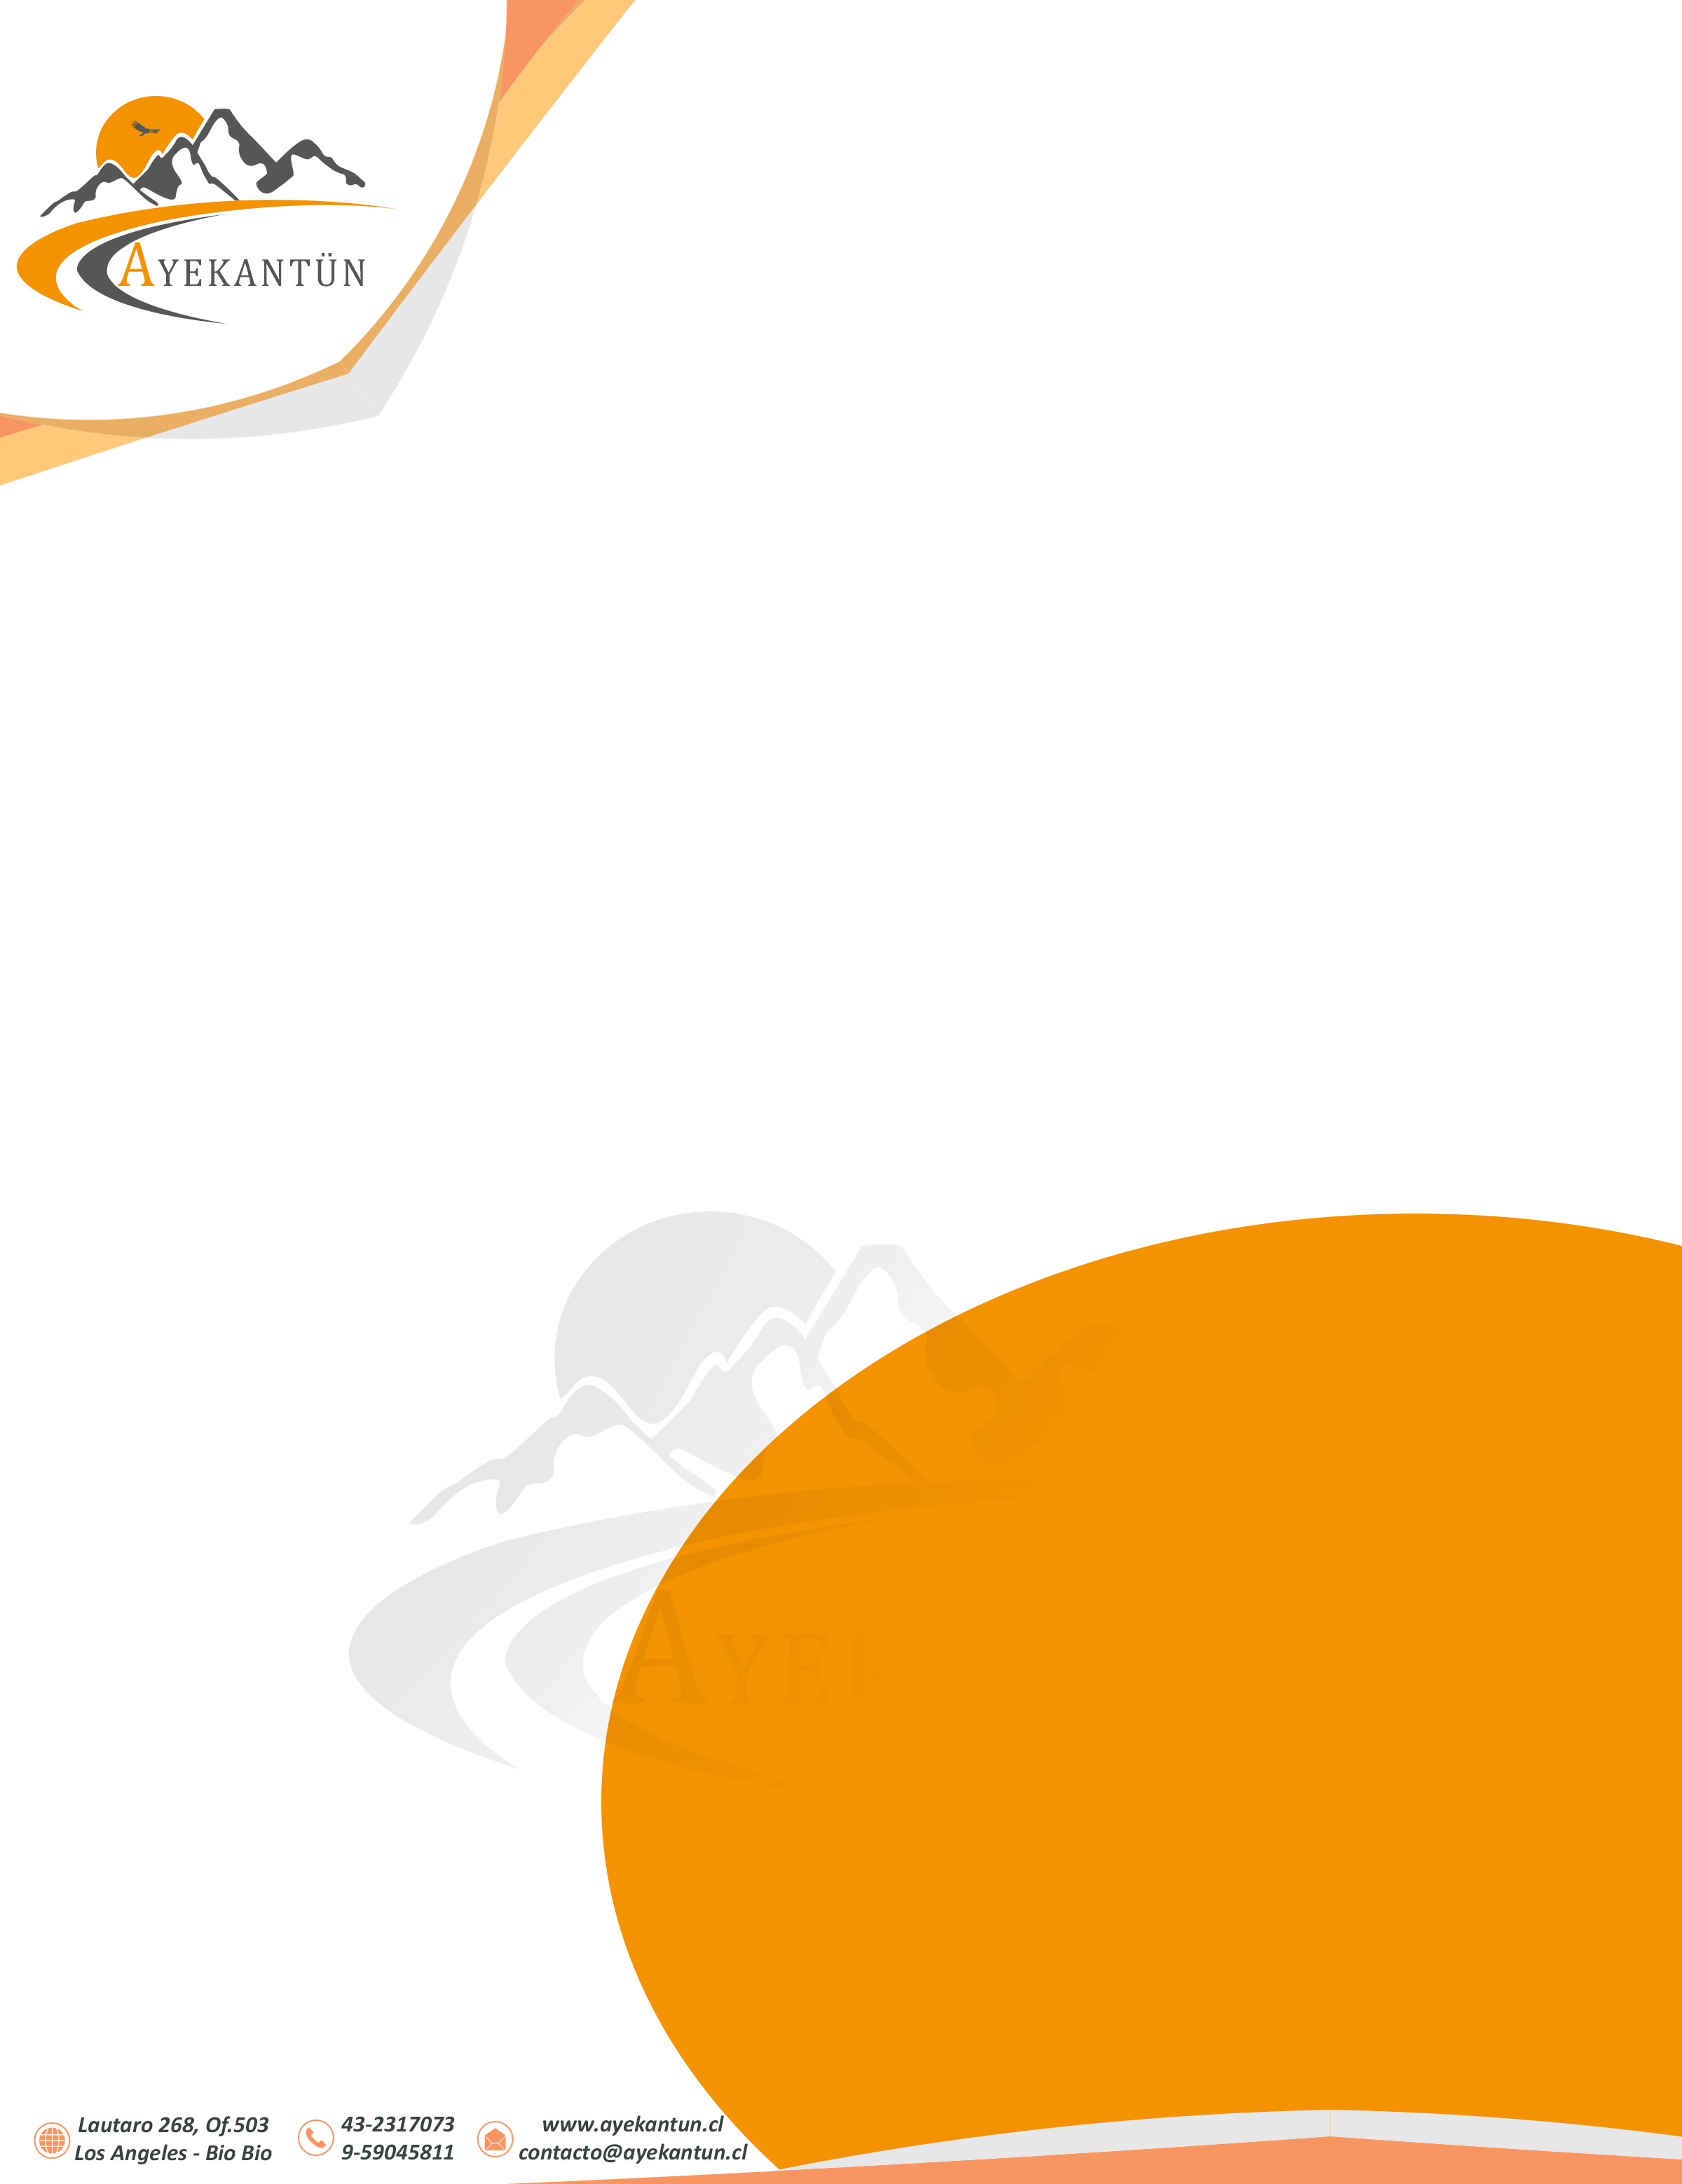 AYEKANTÜN
AYEKAN
Lautaro 268, Of.503
Los Angeles - Bio Bio
43-2317073
9-59045811
www.ayekantun.cl
contacto@ayekantun.cl